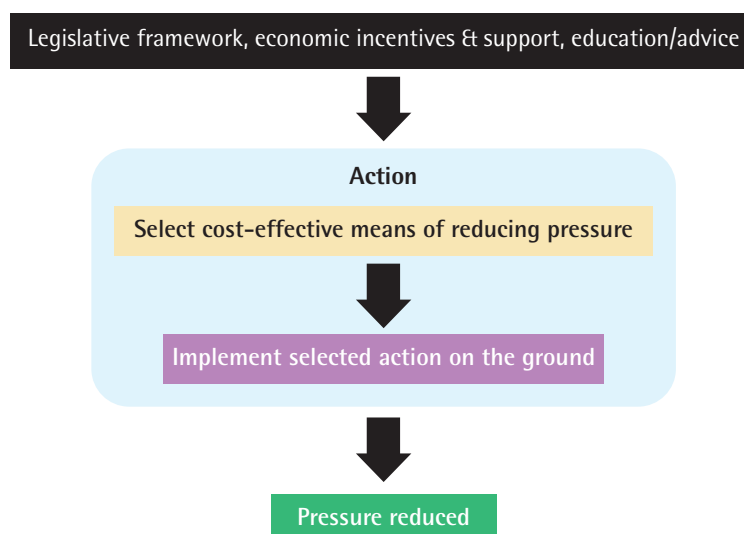 Legislative framework, economic incentives & support, education/advice
Action
Select cost-effective means of reducing pressure
Implement selected action on the ground
Pressure reduced